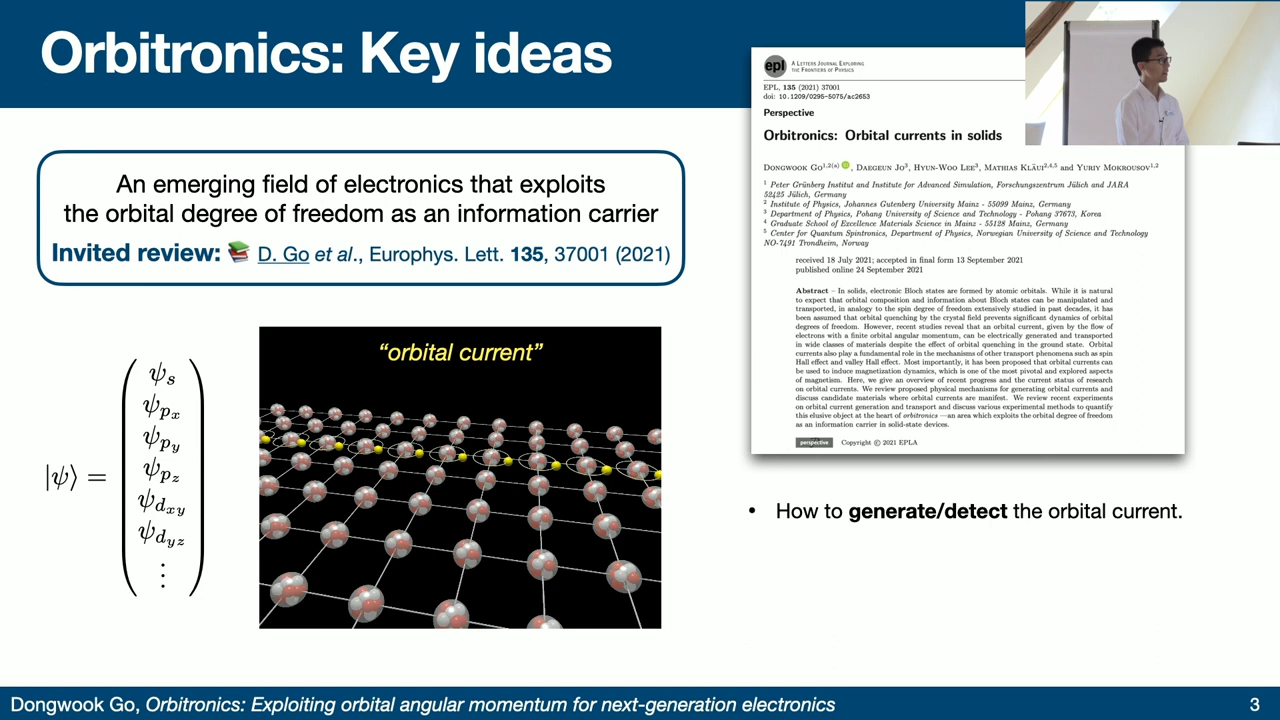 Orbitronics: Key ideas
An emerging field of electronics that exploits
the orbital degree of freedom as an information carrier
Invited review: 📚 D. Go et al., Europhys. Lett. 135, 37001 (2021)
|ψ⟩ =
ψ_s
ψ_{p_x}
ψ_{p_y}
ψ_{p_z}
ψ_{d_{xy}}
ψ_{d_{yz}}
⋮
“orbital current”
epl
A Letters Journal Exploring
the Frontiers of Physics
EPL, 135 (2021) 37001
doi: 10.1209/0295-5075/ac2653
Perspective
Orbitronics: Orbital currents in solids
Dongwook Go1,2(a), Daegeun Jo3, Hyun-Woo Lee3, Mathias Kläui2,4,5 and Yuriy Mokrousov1,2
1 Peter Grünberg Institut and Institute for Advanced Simulation, Forschungszentrum Jülich and JARA
52425 Jülich, Germany
2 Institute of Physics, Johannes Gutenberg University Mainz - 55099 Mainz, Germany
3 Department of Physics, Pohang University of Science and Technology - Pohang 37673, Korea
4 Graduate School of Excellence Materials Science in Mainz - 55128 Mainz, Germany
5 Center for Quantum Spintronics, Department of Physics, Norwegian University of Science and Technology
NO-7491 Trondheim, Norway
received 18 July 2021; accepted in final form 13 September 2021
published online 24 September 2021
Abstract – In solids, electronic Bloch states are formed by atomic orbitals. While it is natural
to expect that orbital composition and information about Bloch states can be manipulated and
transported, in analogy to the spin degree of freedom extensively studied in past decades, it has
been assumed that orbital quenching by the crystal field prevents significant dynamics of orbital
degrees of freedom. However, recent studies reveal that an orbital current, given by the flow of
electrons with a finite orbital angular momentum, can be electrically generated and transported
in wide classes of materials despite the effect of orbital quenching in the ground state. Orbital
currents also play a fundamental role in the mechanisms of other transport phenomena such as spin
Hall effect and valley Hall effect. Most importantly, it has been proposed that orbital currents can
be used to induce magnetization dynamics, which is one of the most pivotal and explored aspects
of magnetism. Here, we give an overview of recent progress and the current status of research
on orbital currents. We review proposed physical mechanisms for generating orbital currents and
discuss candidate materials where orbital currents are manifest. We review recent experiments
on orbital current generation and transport and discuss various experimental methods to quantify
this elusive object at the heart of orbitronics —an area which exploits the orbital degree of freedom
as an information carrier in solid-state devices.
perspective Copyright © 2021 EPLA
• How to generate/detect the orbital current.
Dongwook Go, Orbitronics: Exploiting orbital angular momentum for next-generation electronics
3